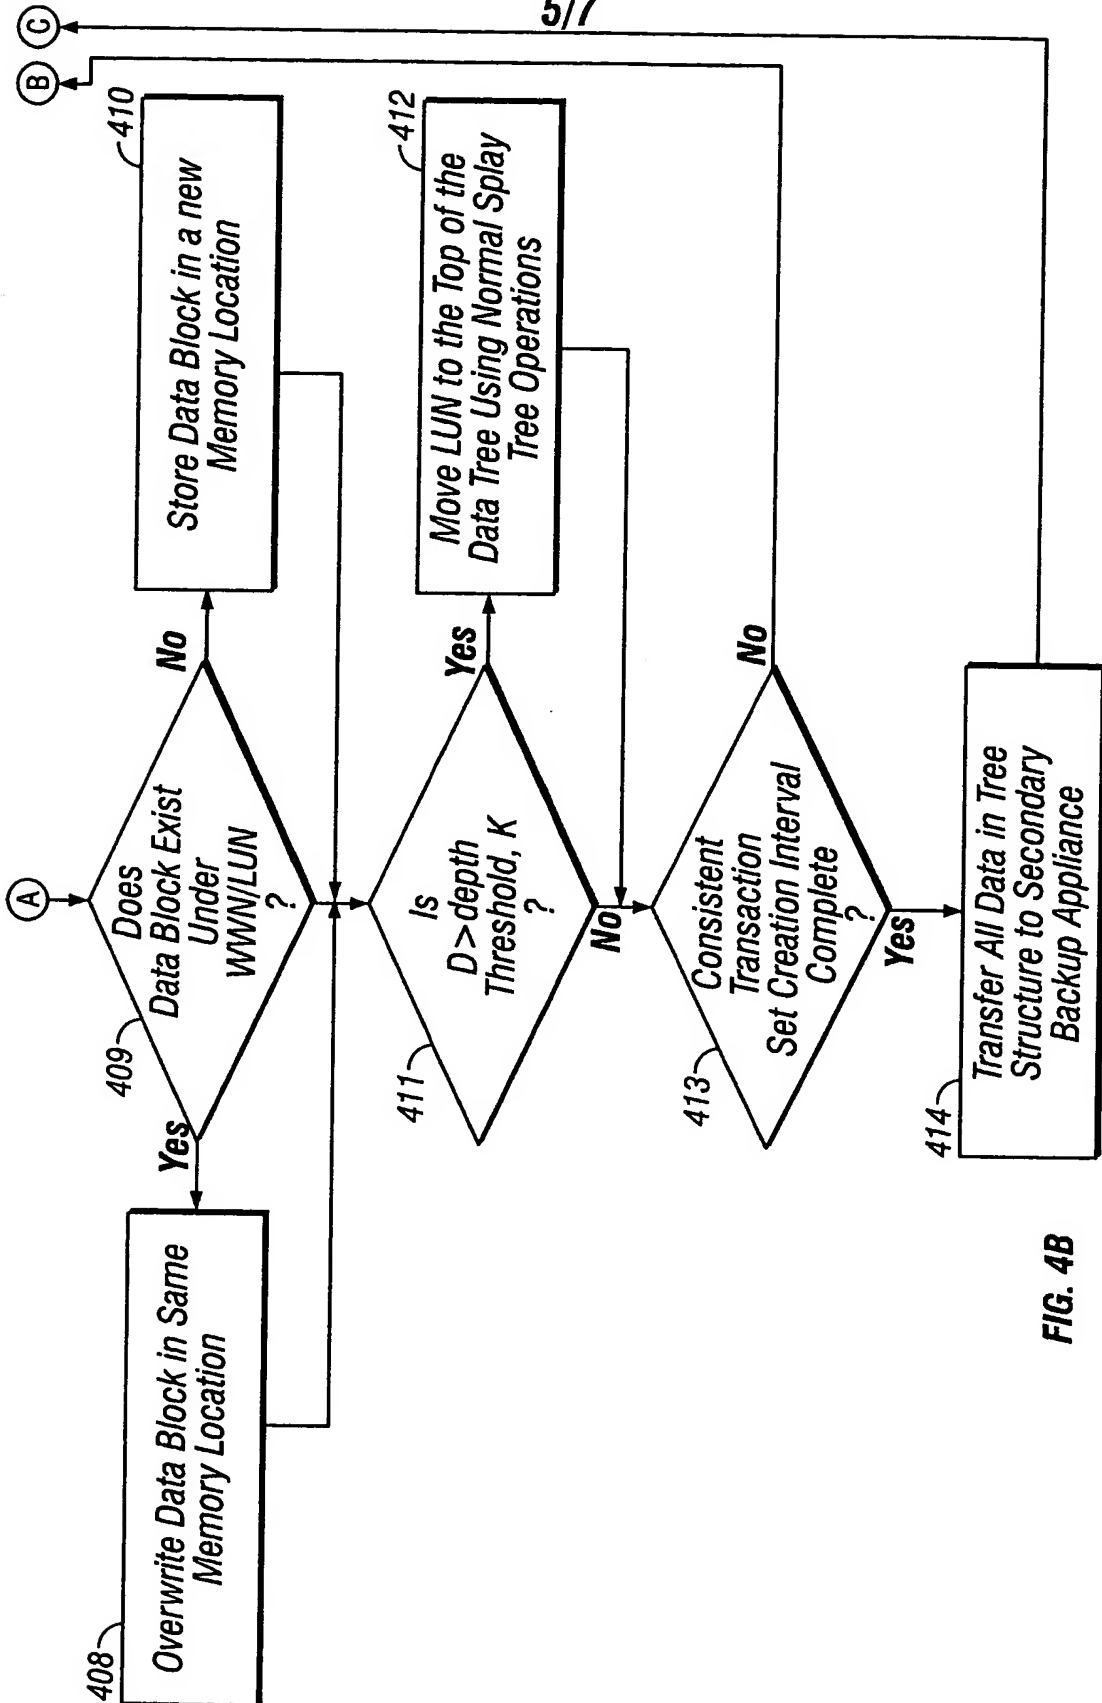 5/7
C
B
A
409
Does
Data Block Exist
Under
WWN/LUN
?
Yes
No
408
Overwrite Data Block in Same
Memory Location
410
Store Data Block in a new
Memory Location
411
Is
D>depth
Threshold, K
?
Yes
No
412
Move LUN to the Top of the
Data Tree Using Normal Splay
Tree Operations
413
Consistent
Transaction
Set Creation Interval
Complete
?
No
Yes
414
Transfer All Data in Tree
Structure to Secondary
Backup Appliance
FIG. 4B